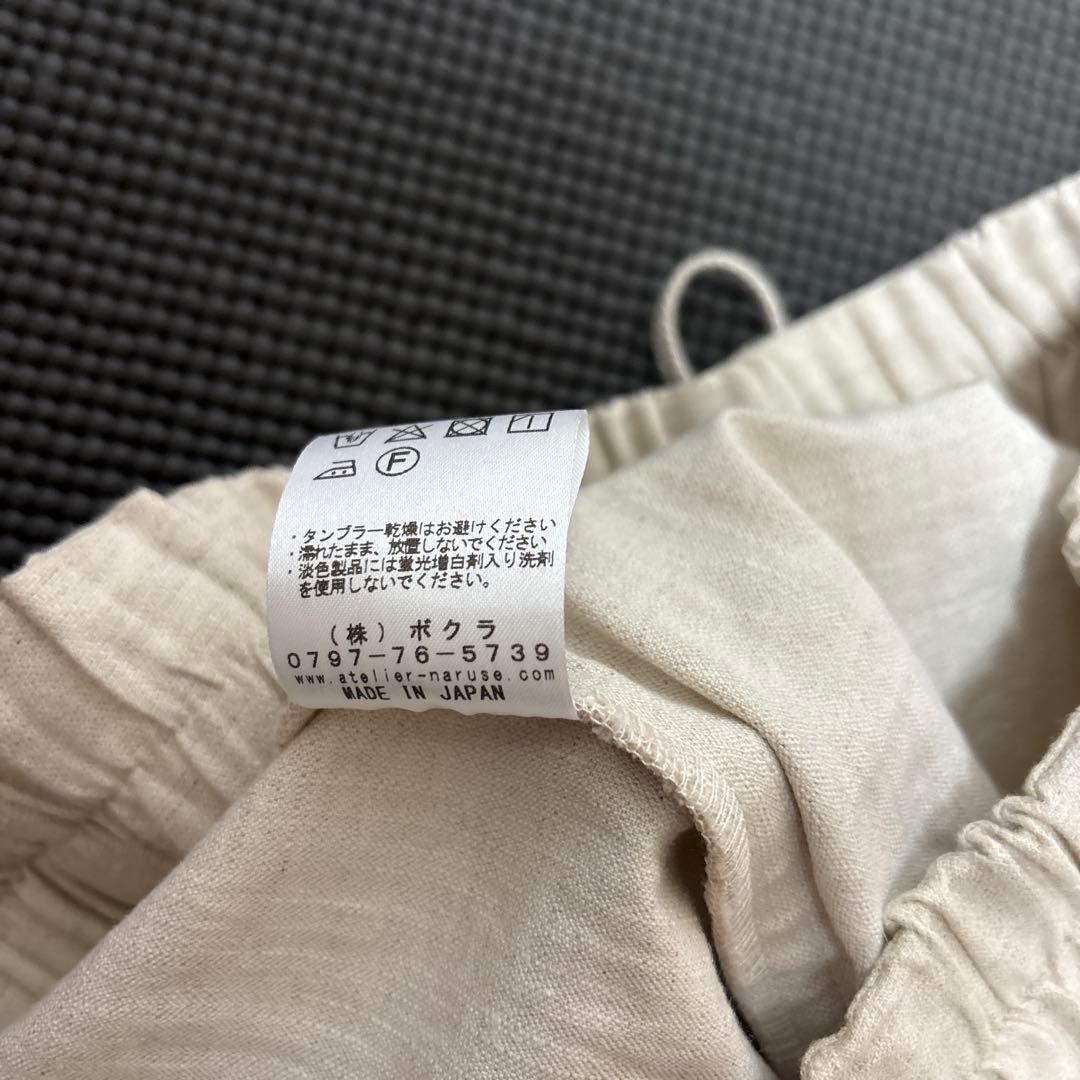 F
・タンブラー乾燥はお避けください
・濡れたまま、放置しないでください
・淡色製品には蛍光増白剤入り洗剤
を使用しないでください。
(株) ボクラ
0797-76-5739
www.atelier-naruse.com
MADE IN JAPAN